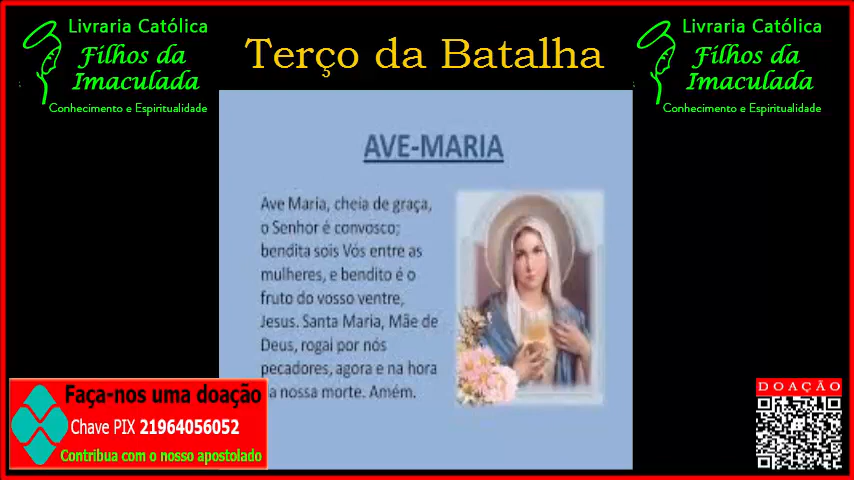 Livraria Católica
Filhos da
Imaculada
Conhecimento e Espiritualidade
Terço da Batalha
Livraria Católica
Filhos da
Imaculada
Conhecimento e Espiritualidade
AVE-MARIA
Ave Maria, cheia de graça,
o Senhor é convosco;
bendita sois Vós entre as
mulheres, e bendito é o
fruto do vosso ventre,
Jesus. Santa Maria, Mãe de
Deus, rogai por nós
pecadores, agora e na hora
a nossa morte. Amém.
Faça-nos uma doação
Chave PIX 21964056052
Contribua com o nosso apostolado
DOAÇÃO